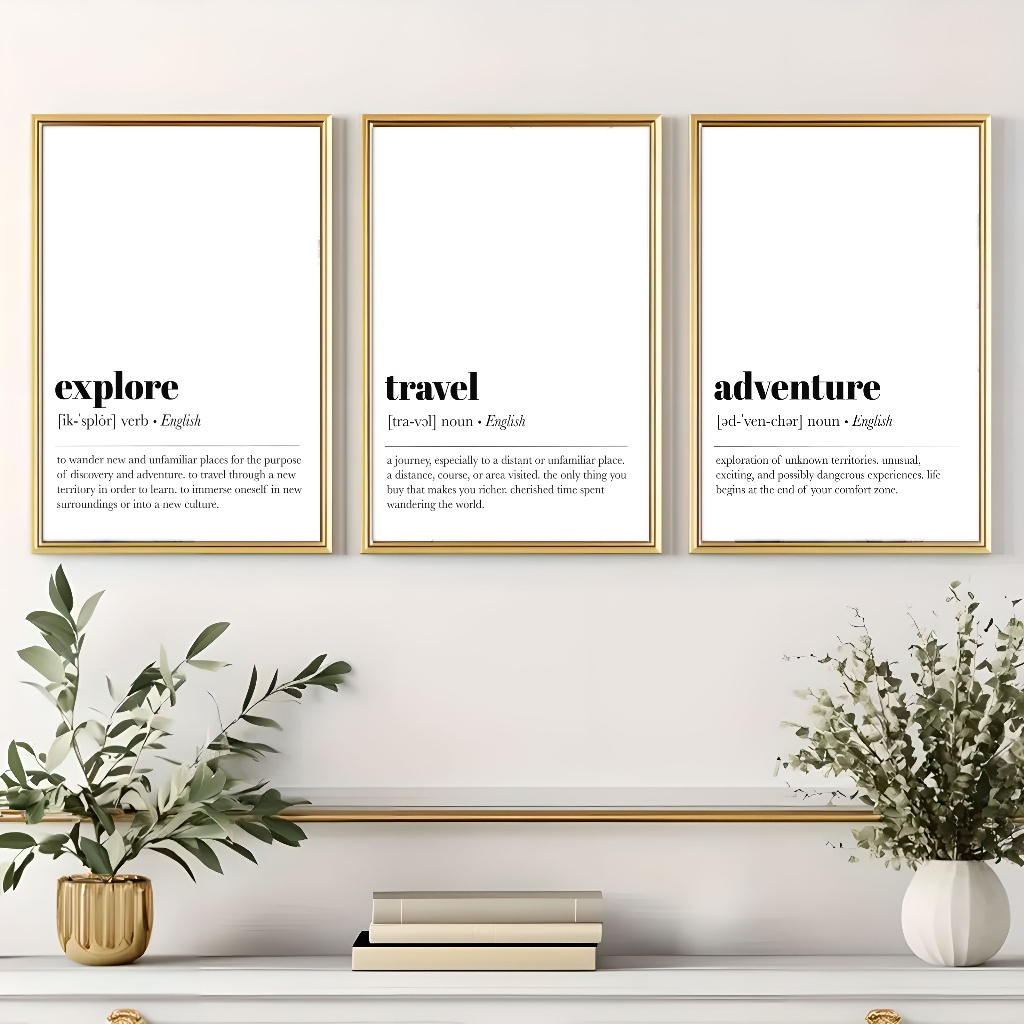 explore
[ik-ˈsplȯr] verb • English
to wander new and unfamiliar places for the purpose
of discovery and adventure. to travel through a new
territory in order to learn. to immerse oneself in new
surroundings or into a new culture.
travel
[tra-vəl] noun • English
a journey, especially to a distant or unfamiliar place.
a distance, course, or area visited. the only thing you
buy that makes you richer. cherished time spent
wandering the world.
adventure
[əd-ˈven-chər] noun • English
exploration of unknown territories. unusual,
exciting, and possibly dangerous experiences. life
begins at the end of your comfort zone.